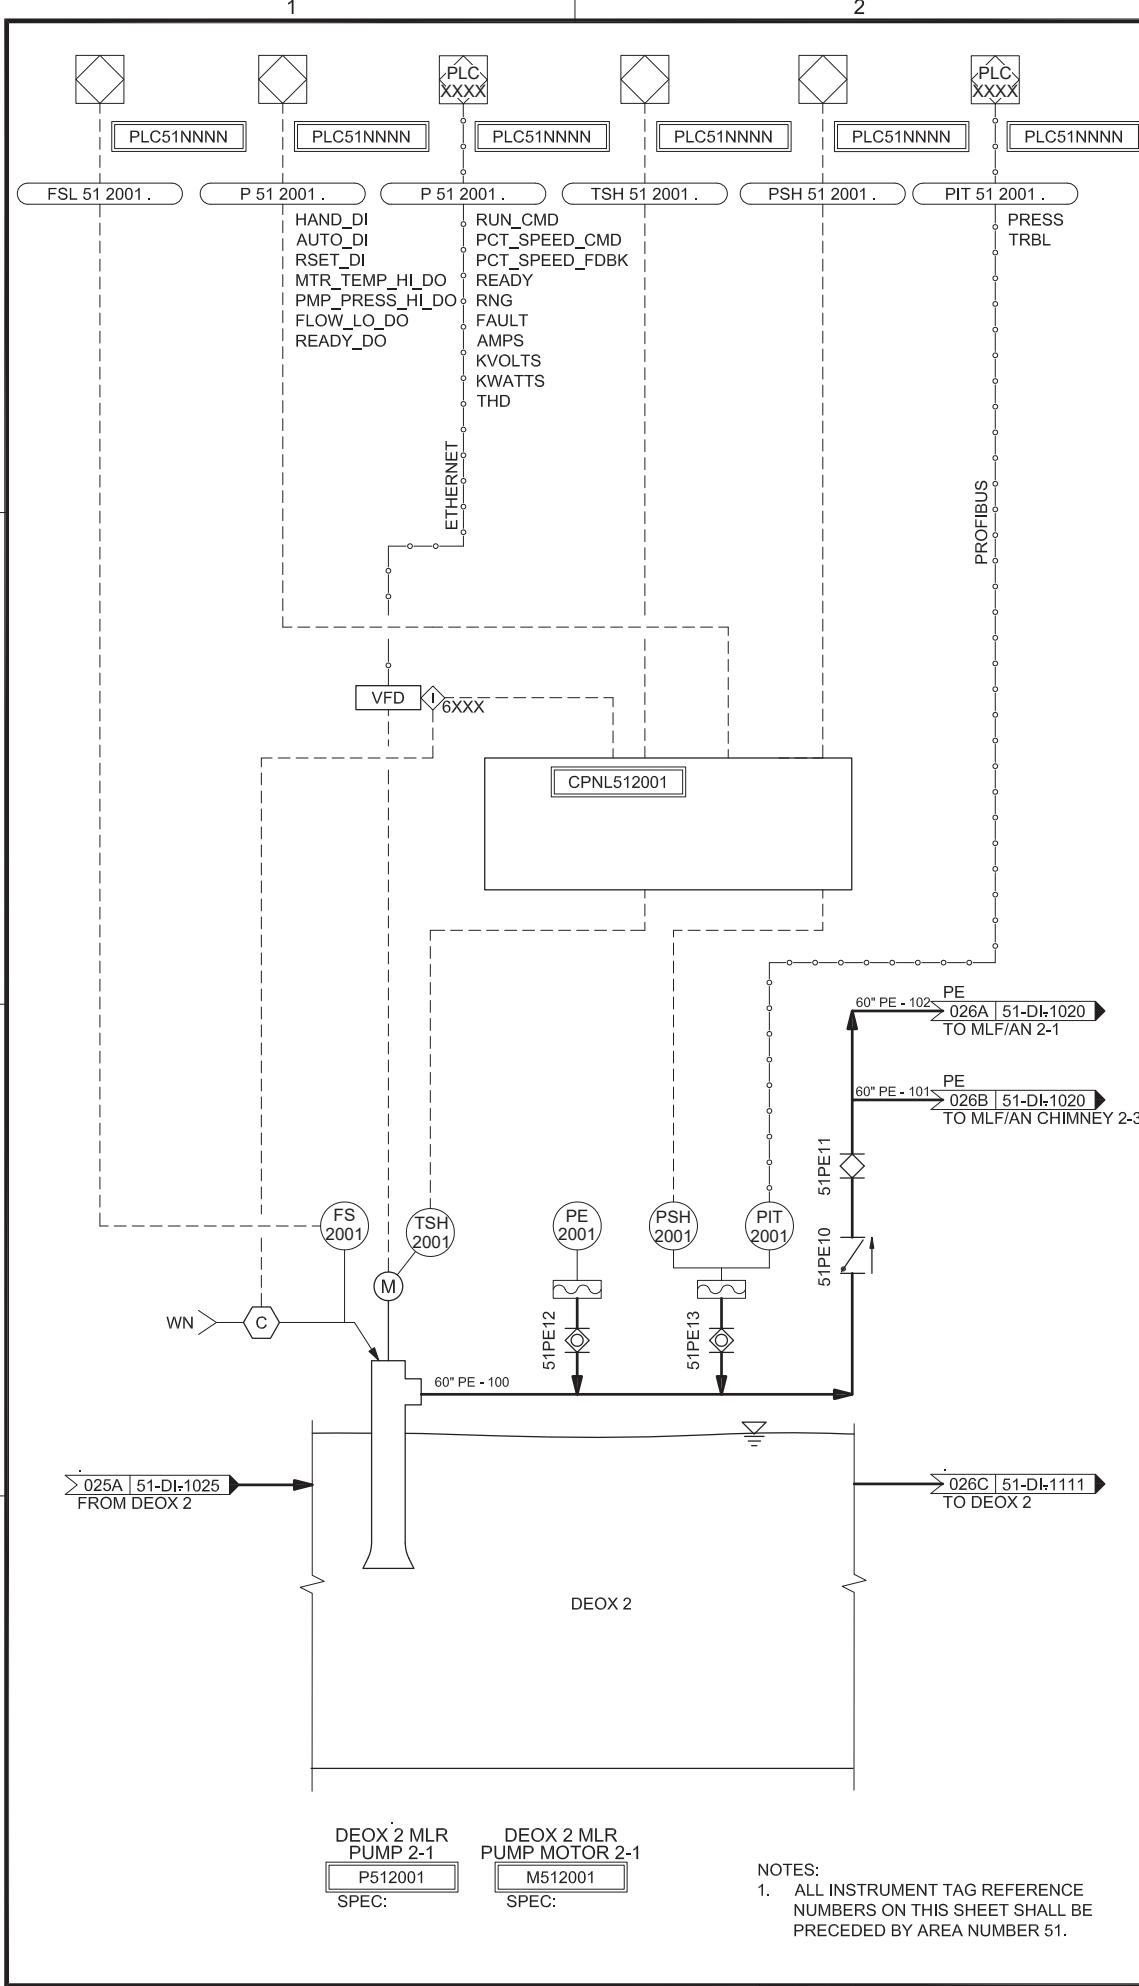 1
2
PLC
XXXX
PLC
XXXX
PLC51NNNN
PLC51NNNN
PLC51NNNN
PLC51NNNN
PLC51NNNN
PLC51NNNN
FSL 51 2001 .
P 51 2001 .
P 51 2001 .
TSH 51 2001 .
PSH 51 2001 .
PIT 51 2001 .
HAND_DI
AUTO_DI
RSET_DI
MTR_TEMP_HI_DO
PMP_PRESS_HI_DO
FLOW_LO_DO
READY_DO
RUN_CMD
PCT_SPEED_CMD
PCT_SPEED_FDBK
READY
RNG
FAULT
AMPS
KVOLTS
KWATTS
THD
PRESS
TRBL
ETHERNET
PROFIBUS
VFD
I
6XXX
CPNL512001
60" PE - 102
PE
026A
51-DI-1020
TO MLF/AN 2-1
60" PE - 101
PE
026B
51-DI-1020
TO MLF/AN CHIMNEY 2-3
51PE11
51PE10
FS
2001
TSH
2001
PE
2001
PSH
2001
PIT
2001
M
WN
C
51PE12
51PE13
60" PE - 100
025A
51-DI-1025
FROM DEOX 2
026C
51-DI-1111
TO DEOX 2
DEOX 2
DEOX 2 MLR
PUMP 2-1
P512001
SPEC:
DEOX 2 MLR
PUMP MOTOR 2-1
M512001
SPEC:
NOTES:
1. ALL INSTRUMENT TAG REFERENCE
NUMBERS ON THIS SHEET SHALL BE
PRECEDED BY AREA NUMBER 51.